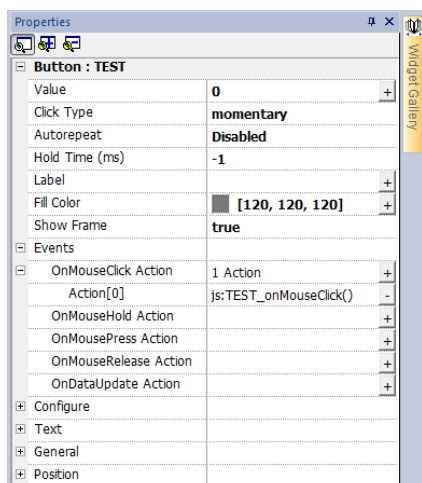 Properties
Widget Gallery
Button : TEST
Value 0 +
Click Type momentary
Autorepeat Disabled
Hold Time (ms) -1
Label +
Fill Color [120, 120, 120] +
Show Frame true
Events
OnMouseClick Action 1 Action +
Action[0] js:TEST_onMouseClick() -
OnMouseHold Action +
OnMousePress Action +
OnMouseRelease Action +
OnDataUpdate Action +
Configure
Text
General
Position